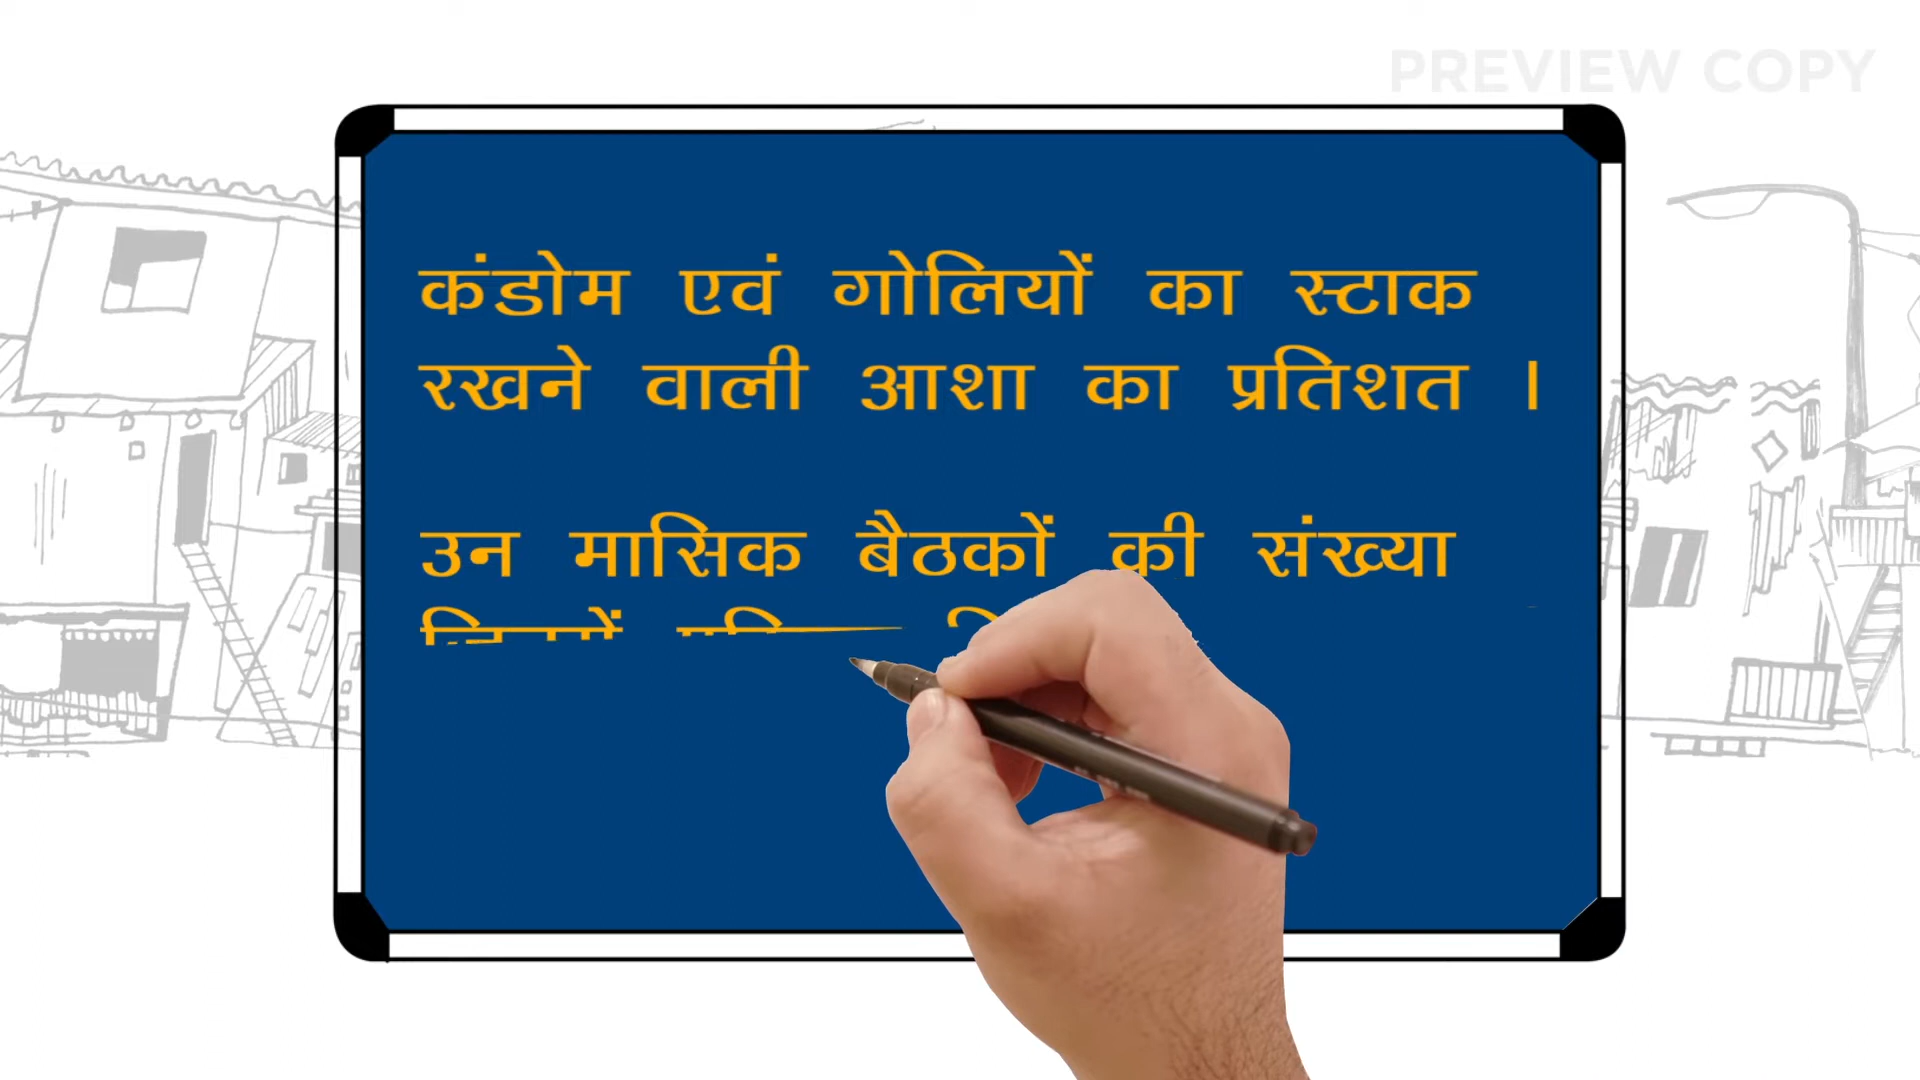 PREVIEW COPY
कंडोम एवं गोलियों का स्टाक
रखने वाली आशा का प्रतिशत ।
उन मासिक बैठकों की संख्या